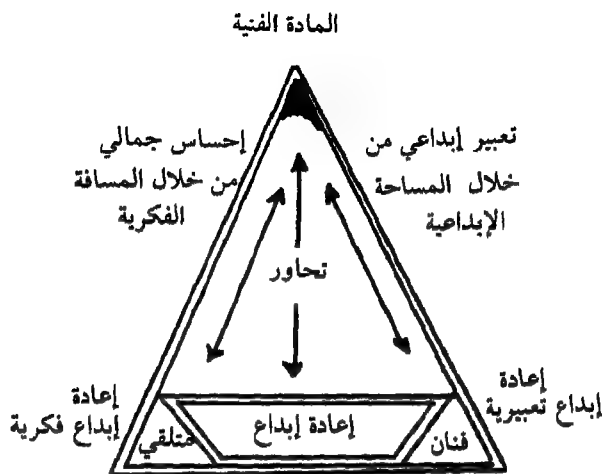 المادة الفنية
تعبير إبداعي من
خلال المساحة
الإبداعية
إحساس جمالي
من خلال المسافة
الفكرية
تحاور
إعادة
إبداع تعبيرية
إعادة
إبداع فكرية
فنان
إعادة إبداع
متلقي